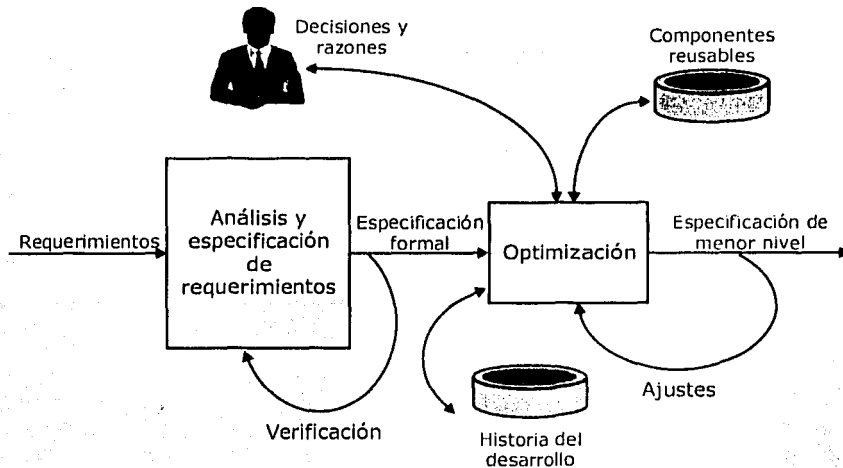 Decisiones y
razones
Componentes
reusables
Requerimientos
Análisis y
especificación
de
requerimientos
Especificación
formal
Optimización
Especificación de
menor nivel
Verificación
Historia del
desarrollo
Ajustes